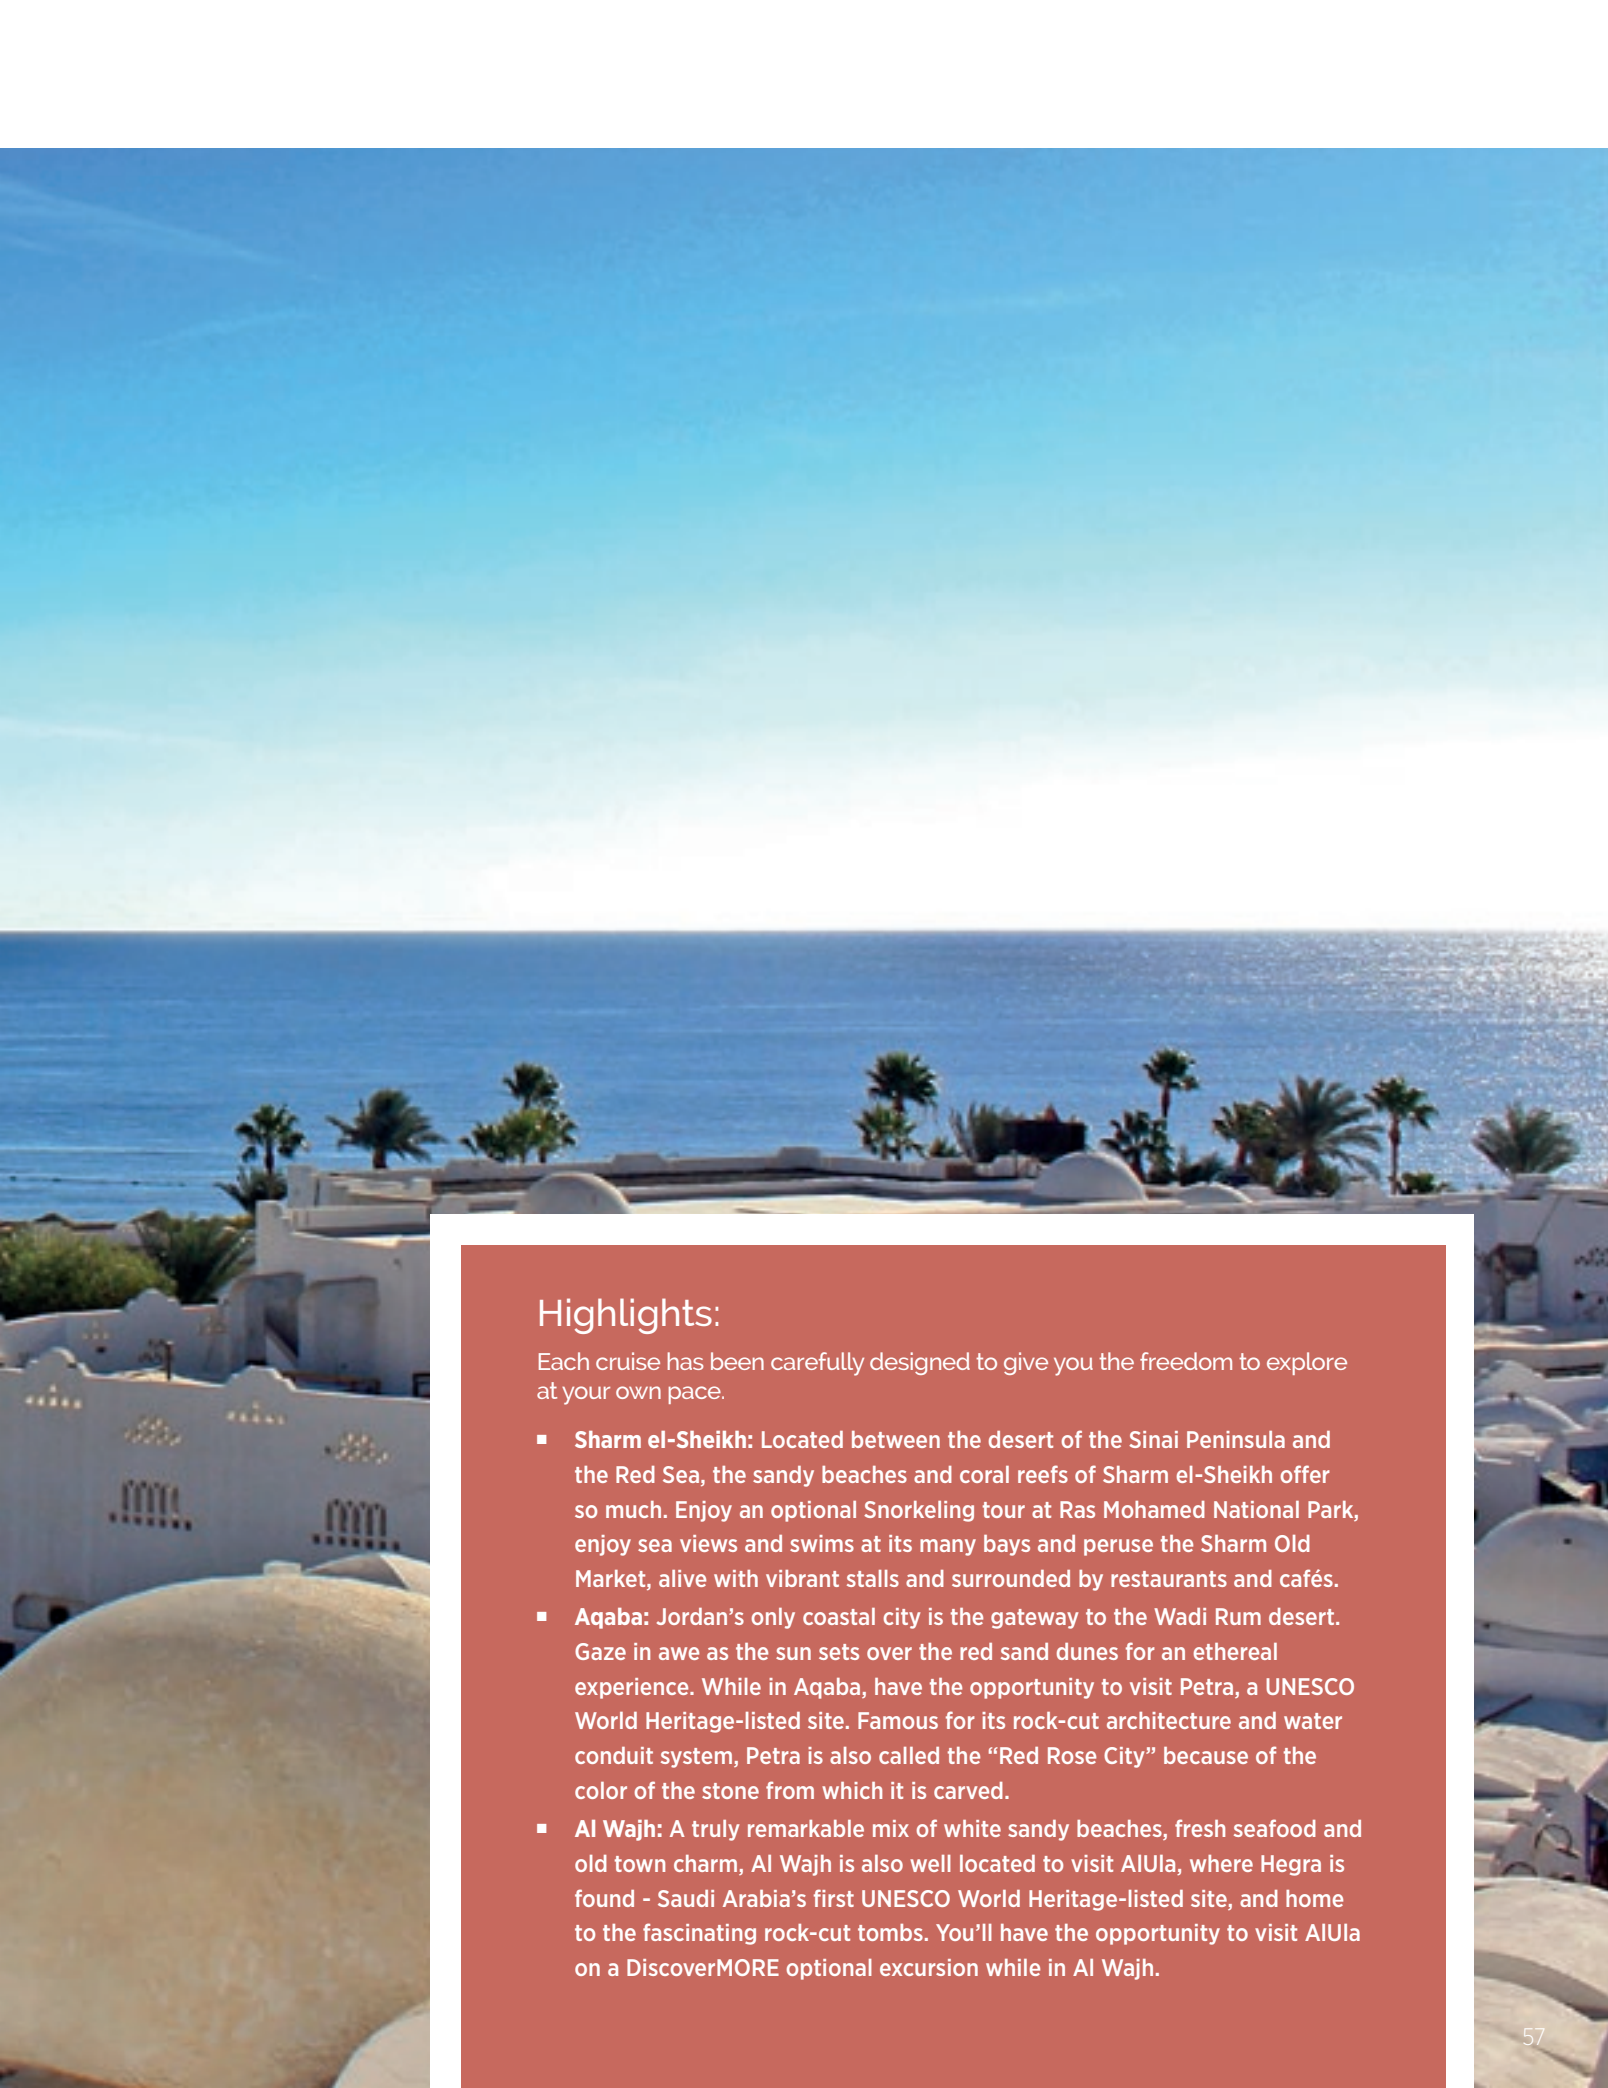 Highlights:
Each cruise has been carefully designed to give you the freedom to explore
at your own pace.
▪ Sharm el-Sheikh: Located between the desert of the Sinai Peninsula and
the Red Sea, the sandy beaches and coral reefs of Sharm el-Sheikh offer
so much. Enjoy an optional Snorkeling tour at Ras Mohamed National Park,
enjoy sea views and swims at its many bays and peruse the Sharm Old
Market, alive with vibrant stalls and surrounded by restaurants and cafés.
▪ Aqaba: Jordan’s only coastal city is the gateway to the Wadi Rum desert.
Gaze in awe as the sun sets over the red sand dunes for an ethereal
experience. While in Aqaba, have the opportunity to visit Petra, a UNESCO
World Heritage-listed site. Famous for its rock-cut architecture and water
conduit system, Petra is also called the “Red Rose City” because of the
color of the stone from which it is carved.
▪ Al Wajh: A truly remarkable mix of white sandy beaches, fresh seafood and
old town charm, Al Wajh is also well located to visit AlUla, where Hegra is
found - Saudi Arabia’s first UNESCO World Heritage-listed site, and home
to the fascinating rock-cut tombs. You’ll have the opportunity to visit AlUla
on a DiscoverMORE optional excursion while in Al Wajh.
57